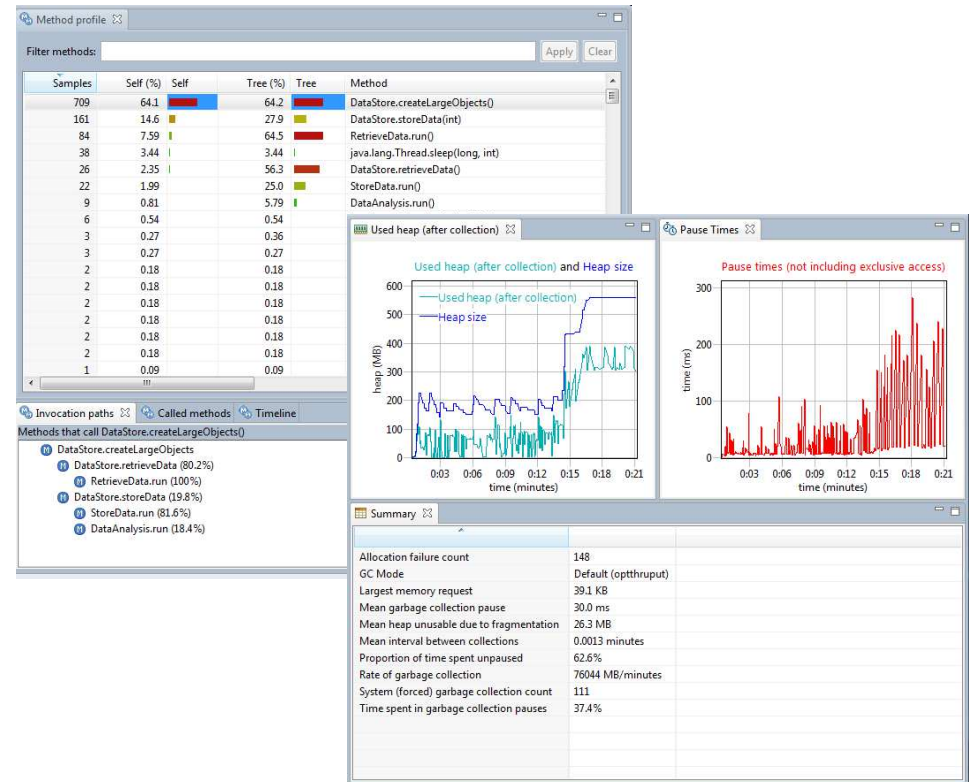 Method profile
Filter methods: Apply Clear
Samples Self (%) Self Tree (%) Tree Method
709 64.1 64.2 DataStore.createLargeObjects()
161 14.6 27.9 DataStore.storeData(int)
84 7.59 64.5 RetrieveData.run()
38 3.44 3.44 java.lang.Thread.sleep(long, int)
26 2.35 56.3 DataStore.retrieveData()
22 1.99 25.0 StoreData.run()
9 0.81 5.79 DataAnalysis.run()
6 0.54 0.54
3 0.27 0.36
3 0.27 0.27
2 0.18 0.18
2 0.18 0.18
2 0.18 0.18
2 0.18 0.18
2 0.18 0.18
2 0.18 0.18
1 0.09 0.09
Invocation paths Called methods Timeline
Methods that call DataStore.createLargeObjects()
DataStore.createLargeObjects
DataStore.retrieveData (80.2%)
RetrieveData.run (100%)
DataStore.storeData (19.8%)
StoreData.run (81.6%)
DataAnalysis.run (18.4%)
Used heap (after collection)
Used heap (after collection) and Heap size
Used heap (after collection)
Heap size
heap (MB)
600
500
400
300
200
100
0
0:03 0:06 0:09 0:12 0:15 0:18 0:21
time (minutes)
Pause Times
Pause times (not including exclusive access)
time (ms)
300
200
100
0
0:03 0:06 0:09 0:12 0:15 0:18 0:21
time (minutes)
Summary
Allocation failure count 148
GC Mode Default (optthruput)
Largest memory request 39.1 KB
Mean garbage collection pause 30.0 ms
Mean heap unusable due to fragmentation 26.3 MB
Mean interval between collections 0.0013 minutes
Proportion of time spent unpaused 62.6%
Rate of garbage collection 76044 MB/minutes
System (forced) garbage collection count 111
Time spent in garbage collection pauses 37.4%